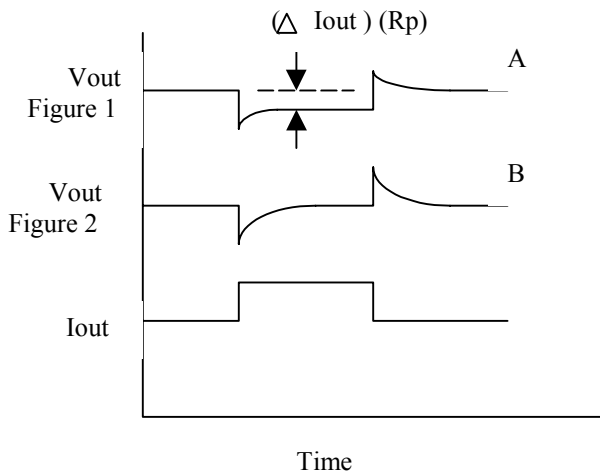 (△ Iout ) (Rp)
A
Vout
Figure 1
B
Vout
Figure 2
Iout
Time